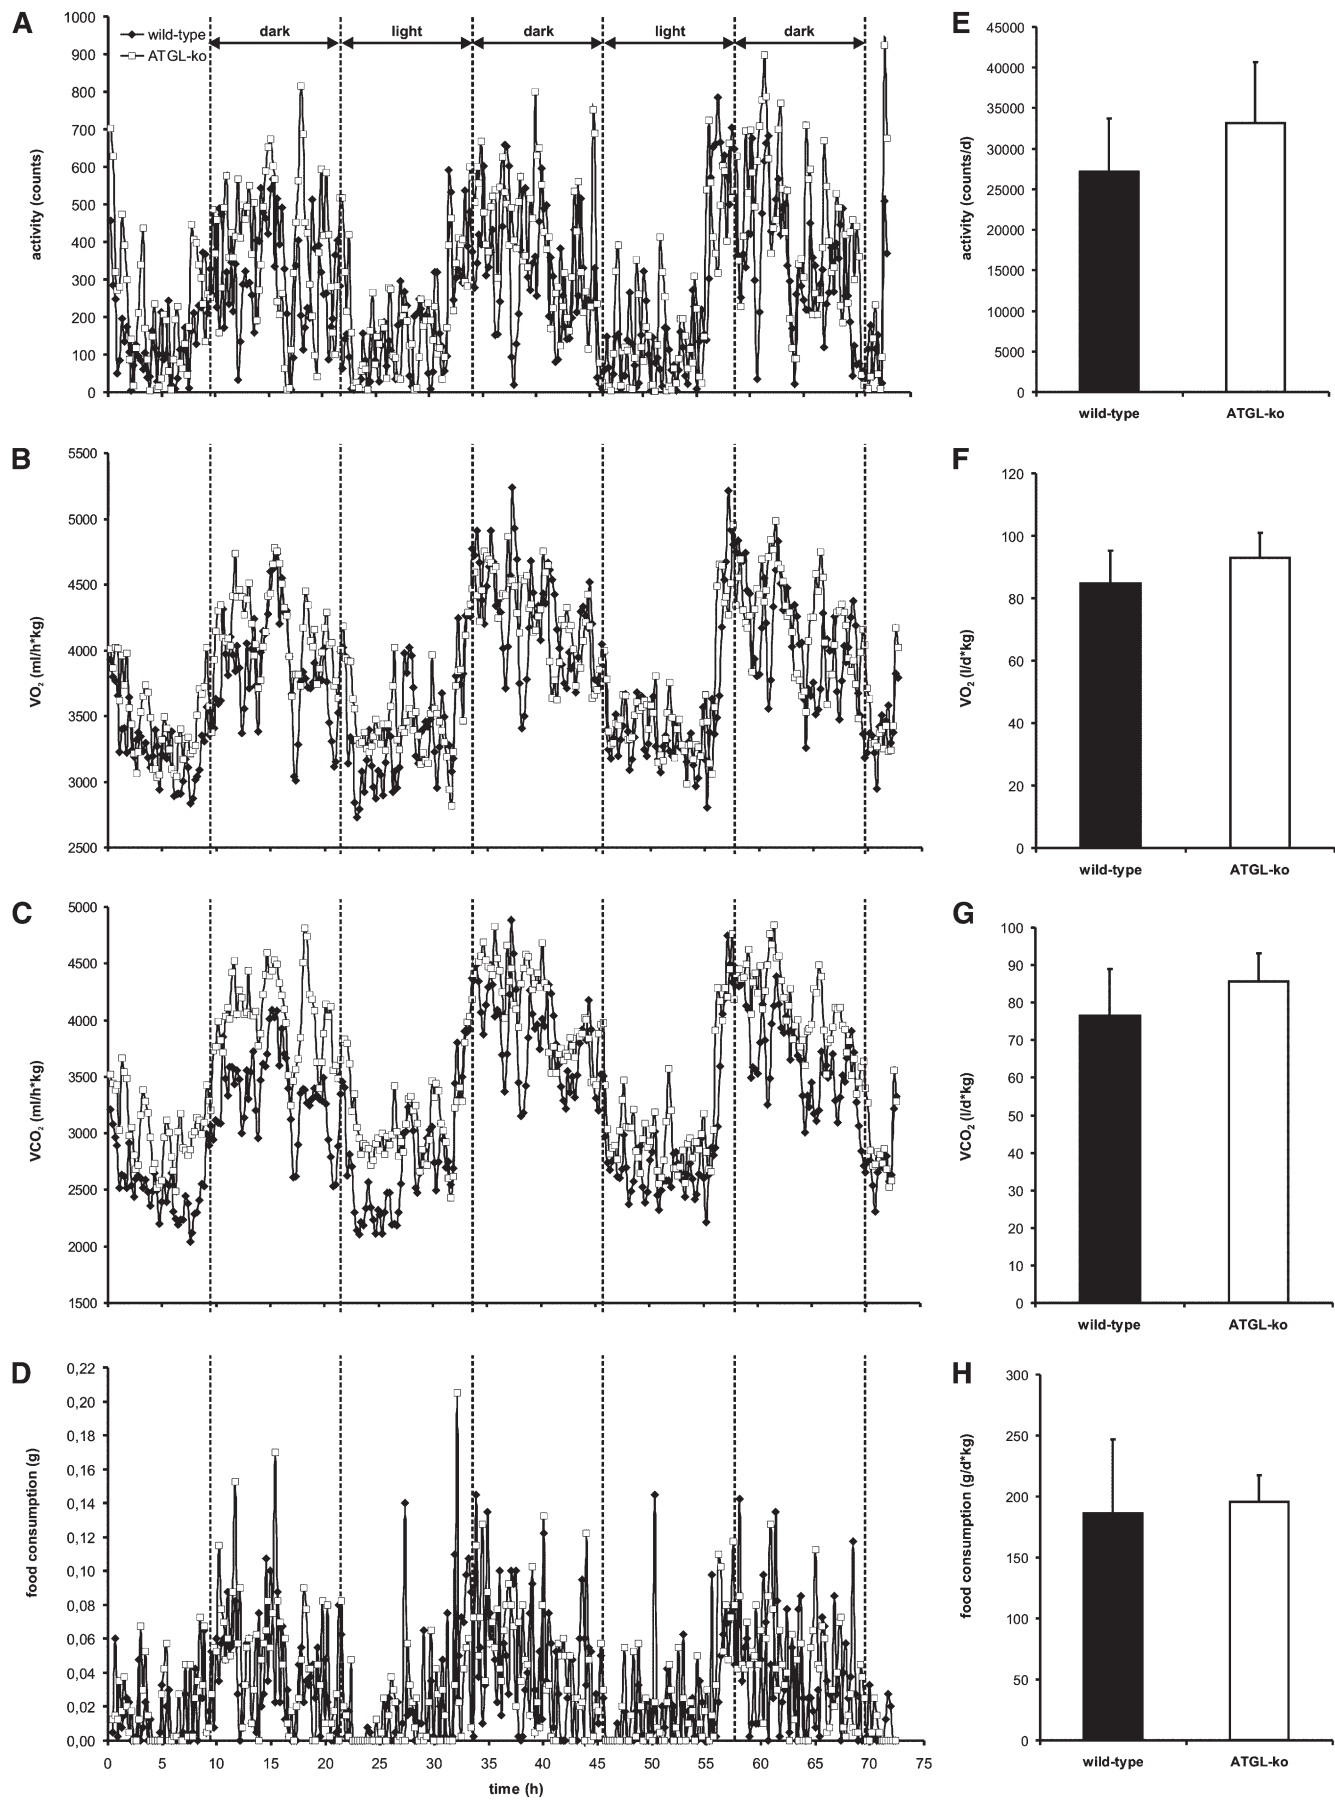 A
1000
900
800
700
600
500
400
300
200
100
0
activity (counts)
wild-type
ATGL-ko
dark
light
dark
light
dark
E
45000
40000
35000
30000
25000
20000
15000
10000
5000
0
activity (counts/d)
wild-type
ATGL-ko
B
5500
5000
4500
4000
3500
3000
2500
VO₂ (ml/h*kg)
F
120
100
80
60
40
20
0
VO₂ (l/d*kg)
wild-type
ATGL-ko
C
5000
4500
4000
3500
3000
2500
2000
1500
VCO₂ (ml/h*kg)
G
100
90
80
70
60
50
40
30
20
10
0
VCO₂ (l/d*kg)
wild-type
ATGL-ko
D
0,22
0,20
0,18
0,16
0,14
0,12
0,10
0,08
0,06
0,04
0,02
0,00
food consumption (g)
0 5 10 15 20 25 30 35 40 45 50 55 60 65 70 75
time (h)
H
300
250
200
150
100
50
0
food consumption (g/d*kg)
wild-type
ATGL-ko